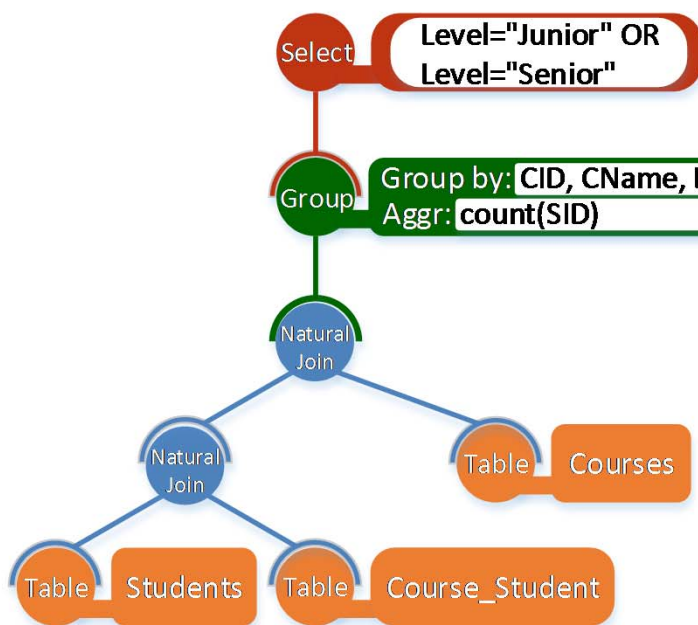 Select
Level="Junior" OR
Level="Senior"
Group
Group by: CID, CName,
Aggr: count(SID)
Natural
Join
Natural
Join
Table
Courses
Table
Students
Table
Course_Student